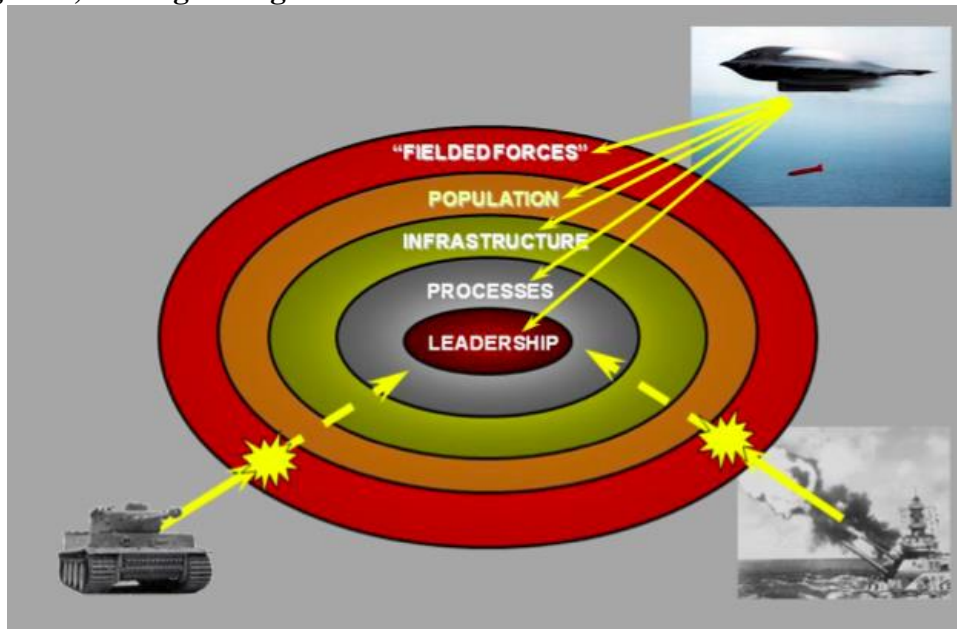 “FIELDED FORCES”
POPULATION
INFRASTRUCTURE
PROCESSES
LEADERSHIP